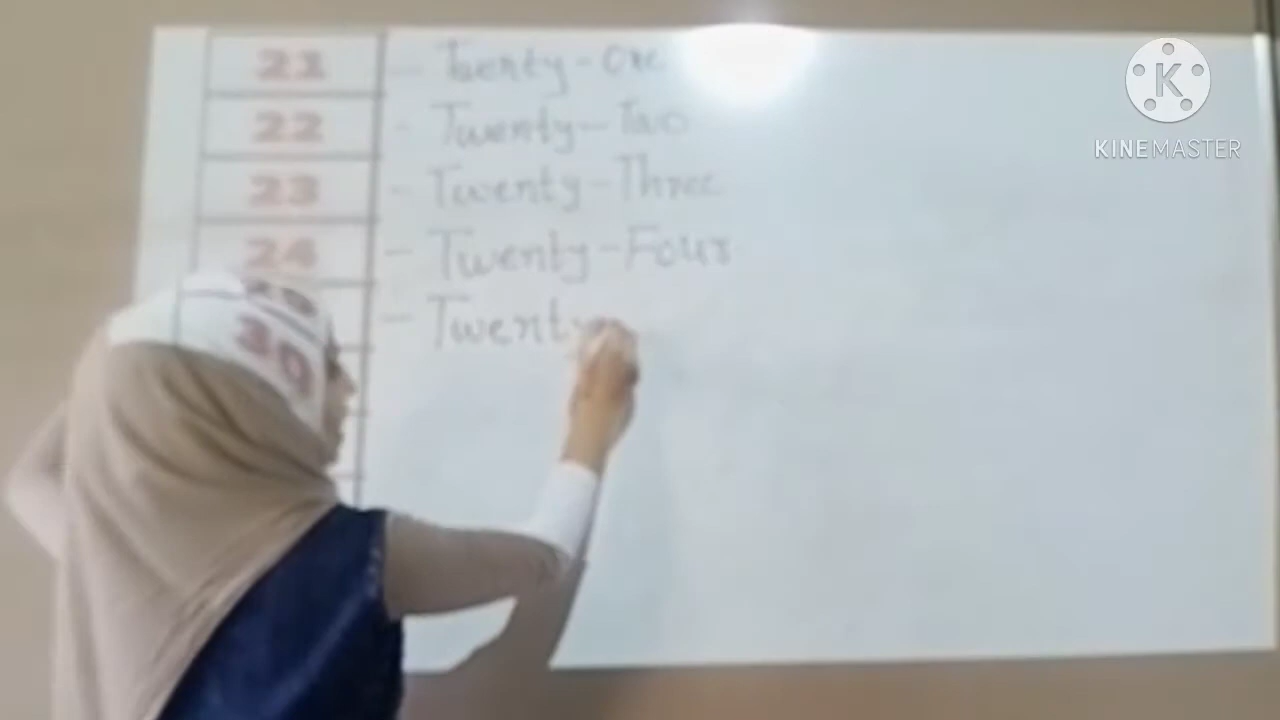 21 - Twenty-One
22 - Twenty-Two
23 - Twenty-Three
24 - Twenty-Four
- Twenty
30
KINEMASTER